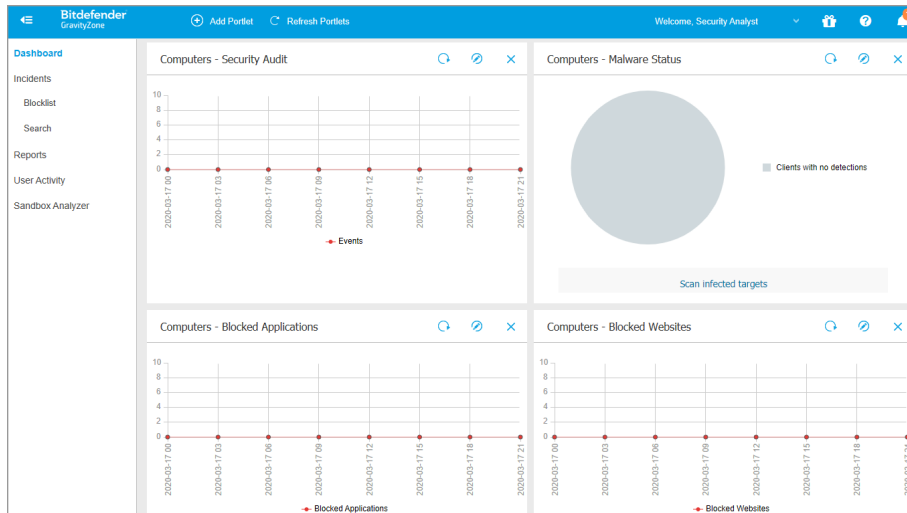 Bitdefender
GravityZone
Add Portlet
Refresh Portlets
Welcome, Security Analyst
Dashboard
Incidents
Blocklist
Search
Reports
User Activity
Sandbox Analyzer
Computers - Security Audit
10
8
6
4
2
0
2020-03-17 00
2020-03-17 03
2020-03-17 06
2020-03-17 09
2020-03-17 12
2020-03-17 15
2020-03-17 18
2020-03-17 21
Events
Computers - Malware Status
Clients with no detections
Scan infected targets
Computers - Blocked Applications
10
8
6
4
2
0
2020-03-17 00
2020-03-17 03
2020-03-17 06
2020-03-17 09
2020-03-17 12
2020-03-17 15
2020-03-17 18
2020-03-17 21
Blocked Applications
Computers - Blocked Websites
10
8
6
4
2
0
2020-03-17 00
2020-03-17 03
2020-03-17 06
2020-03-17 09
2020-03-17 12
2020-03-17 15
2020-03-17 18
2020-03-17 21
Blocked Websites